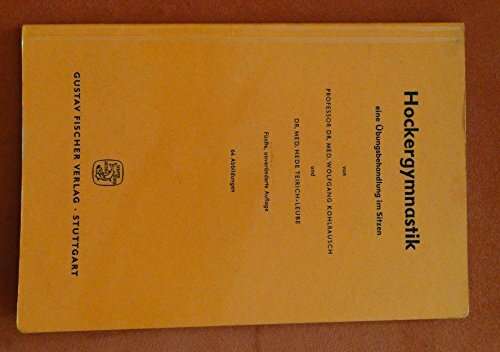 Hockergymnastik
eine Übungsbehandlung im Sitzen
von
PROFESSOR DR. MED. WOLFGANG KOHLRAUSCH
und
DR. MED. HEDE TEIRICH-LEUBE
Fünfte, unveränderte Auflage
64 Abbildungen
GUSTAV FISCHER VERLAG · STUTTGART